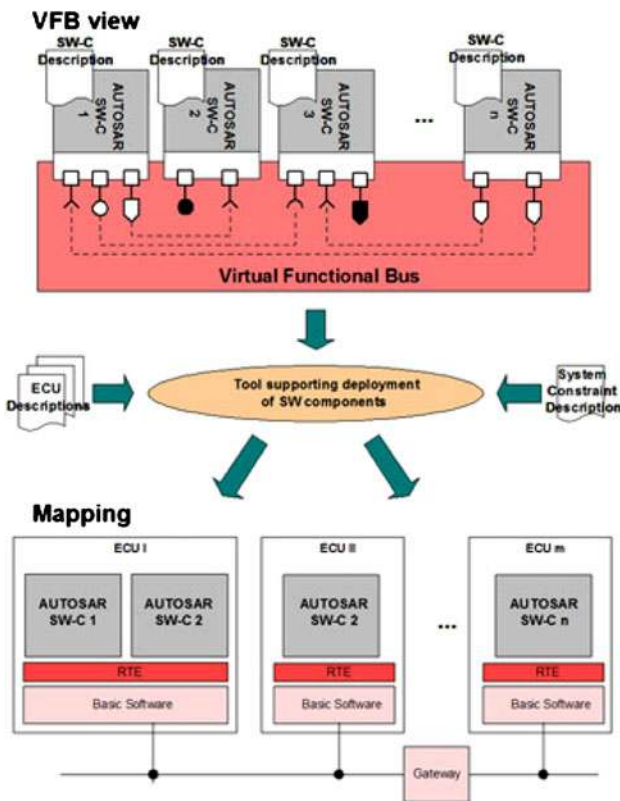 VFB view
SW-C
Description
SW-C
Description
SW-C
Description
SW-C
Description
AUTOSAR
SW-C
1
AUTOSAR
SW-C
2
AUTOSAR
SW-C
3
...
AUTOSAR
SW-C
n
Virtual Functional Bus
ECU
Descriptions
Tool supporting deployment
of SW components
System
Constraint
Description
Mapping
ECU I
AUTOSAR
SW-C 1
AUTOSAR
SW-C 2
RTE
Basic Software
ECU II
AUTOSAR
SW-C 2
RTE
Basic Software
...
ECU m
AUTOSAR
SW-C n
RTE
Basic Software
Gateway